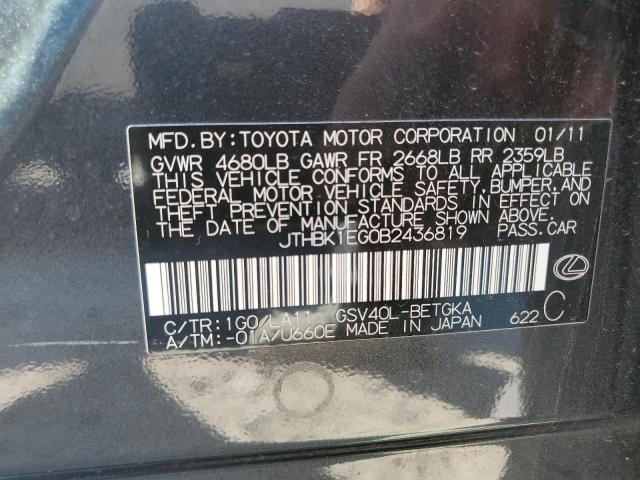 MFD.BY:TOYOTA MOTOR CORPORATION 01/11
GVWR 4680LB GAWR FR 2668LB RR 2359LB
THIS VEHICLE CONFORMS TO ALL APPLICABLE
FEDERAL MOTOR VEHICLE SAFETY,BUMPER,AND
THEFT PREVENTION STANDARDS IN EFFECT ON
THE DATE OF MANUFACTURE SHOWN ABOVE.
JTHBK1EG0B2436819 PASS.CAR
C/TR:1G0/LA11 GSV40L-BETGKA
A/TM:-01A/U660E MADE IN JAPAN 622 C